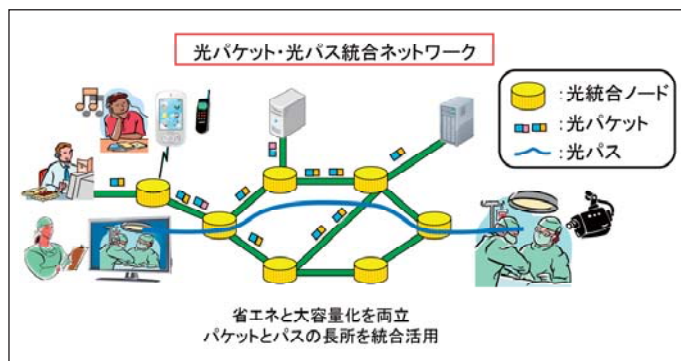 光パケット・光パス統合ネットワーク
：光統合ノード
：光パケット
：光パス
省エネと大容量化を両立
パケットとパスの長所を統合活用